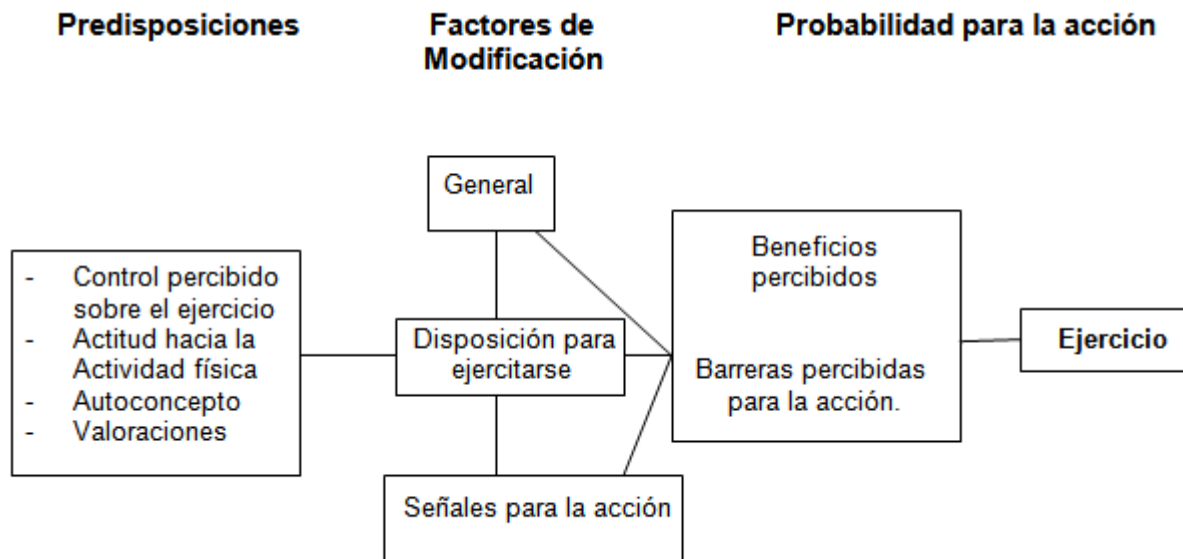 Predisposiciones
Factores de
Modificación
Probabilidad para la acción
General
- Control percibido
sobre el ejercicio
- Actitud hacia la
Actividad física
- Autoconcepto
- Valoraciones
Disposición para
ejercitarse
Señales para la acción
Beneficios
percibidos
Barreras percibidas
para la acción.
Ejercicio